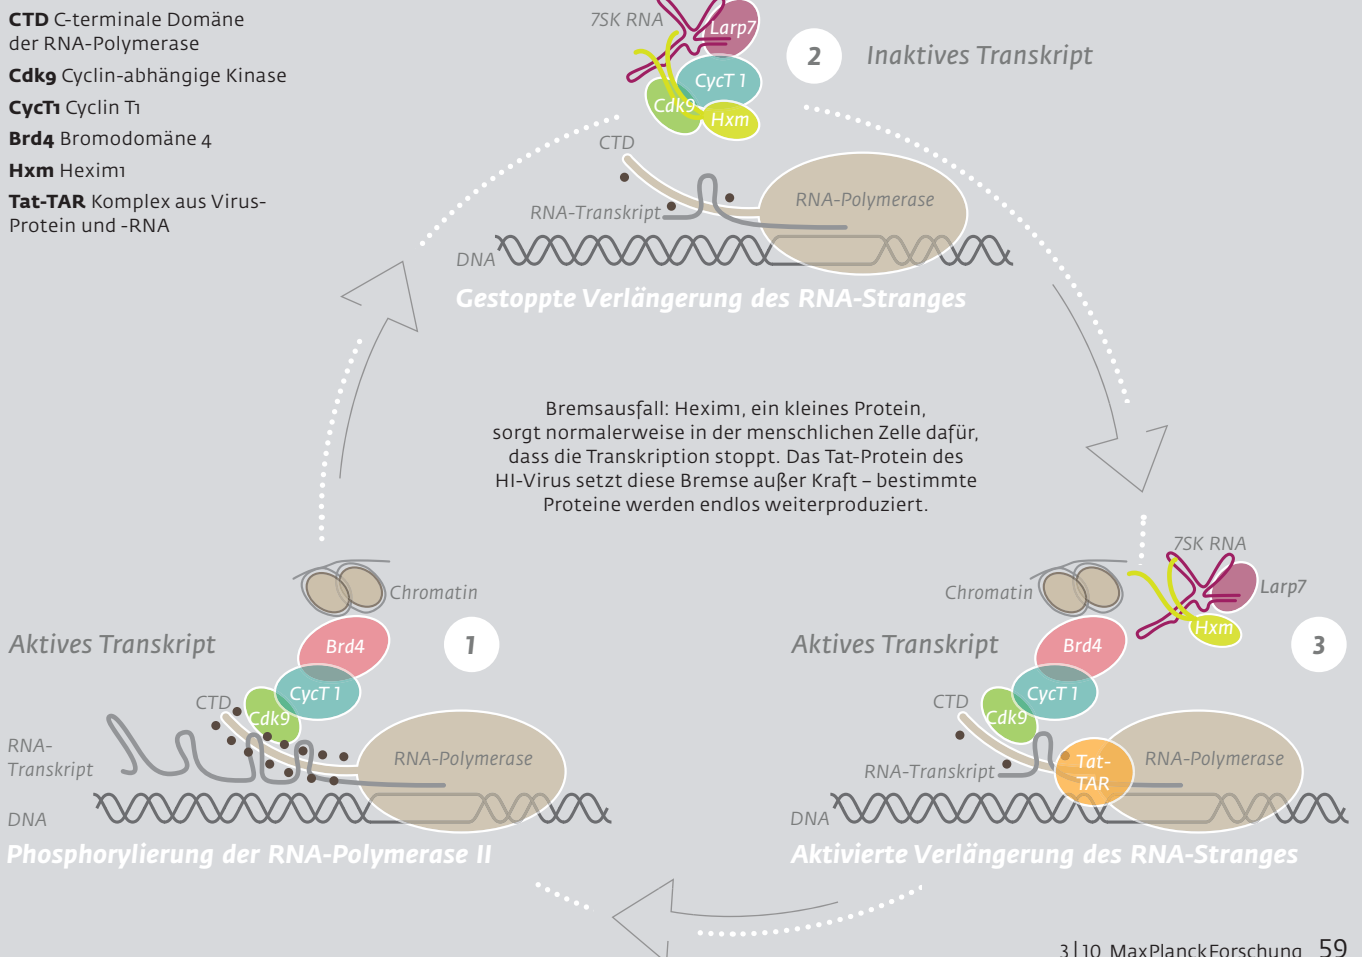 CTD C-terminale Domäne
der RNA-Polymerase
Cdk9 Cyclin-abhängige Kinase
CycT1 Cyclin T1
Brd4 Bromodomäne 4
Hxm Hexim1
Tat-TAR Komplex aus Virus-
Protein und -RNA
7SK RNA
Larp7
CycT 1
Cdk9
Hxm
2
Inaktives Transkript
CTD
RNA-Transkript
RNA-Polymerase
DNA
Gestoppte Verlängerung des RNA-Stranges
Bremsausfall: Hexim1, ein kleines Protein,
sorgt normalerweise in der menschlichen Zelle dafür,
dass die Transkription stoppt. Das Tat-Protein des
HI-Virus setzt diese Bremse außer Kraft – bestimmte
Proteine werden endlos weiterproduziert.
Chromatin
Aktives Transkript
Brd4
1
CycT 1
CTD
Cdk9
RNA-
Transkript
RNA-Polymerase
DNA
Phosphorylierung der RNA-Polymerase II
7SK RNA
Chromatin
Larp7
Hxm
Aktives Transkript
Brd4
3
CycT 1
CTD
Cdk9
RNA-Transkript
Tat-
TAR
RNA-Polymerase
DNA
Aktivierte Verlängerung des RNA-Stranges
3 | 10 MaxPlanckForschung 59